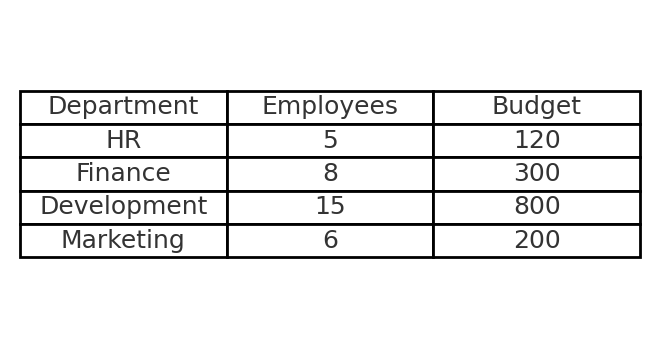 Department Employees Budget
HR 5 120
Finance 8 300
Development 15 800
Marketing 6 200